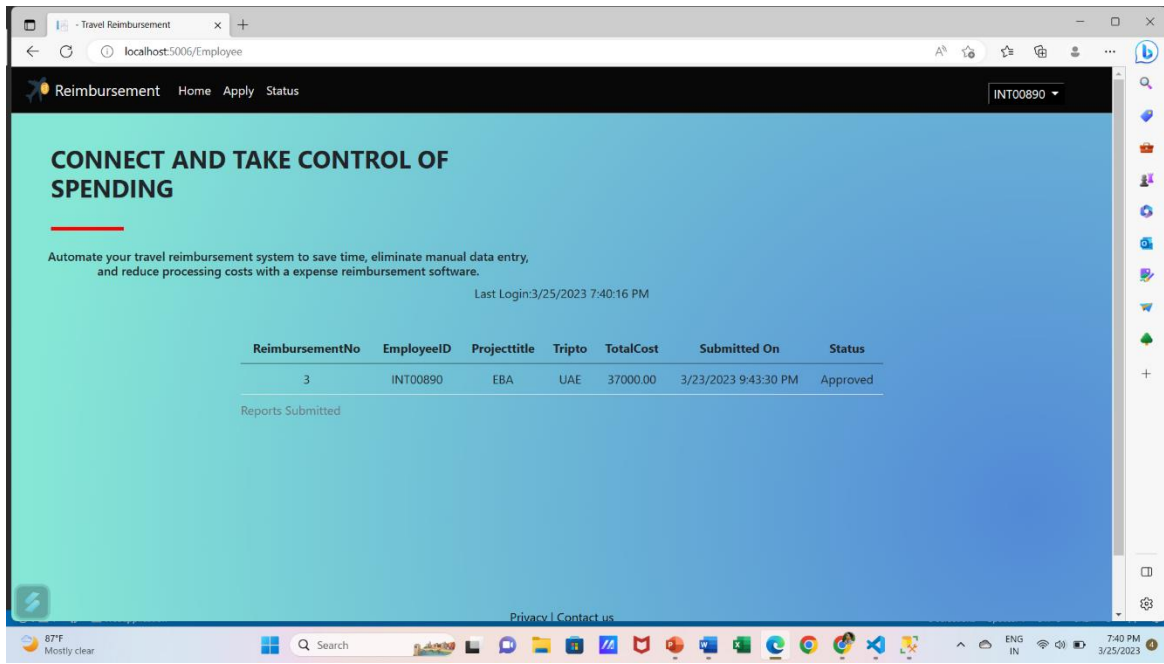 - Travel Reimbursement
localhost:5006/Employee
Reimbursement Home Apply Status INT00890
CONNECT AND TAKE CONTROL OF
SPENDING
Automate your travel reimbursement system to save time, eliminate manual data entry,
and reduce processing costs with a expense reimbursement software.
Last Login:3/25/2023 7:40:16 PM
ReimbursementNo EmployeeID Projecttitle Tripto TotalCost Submitted On Status
3 INT00890 EBA UAE 37000.00 3/23/2023 9:43:30 PM Approved
Reports Submitted
Privacy | Contact us
87°F
Mostly clear
Search
ENG
IN
7:40 PM
3/25/2023
4